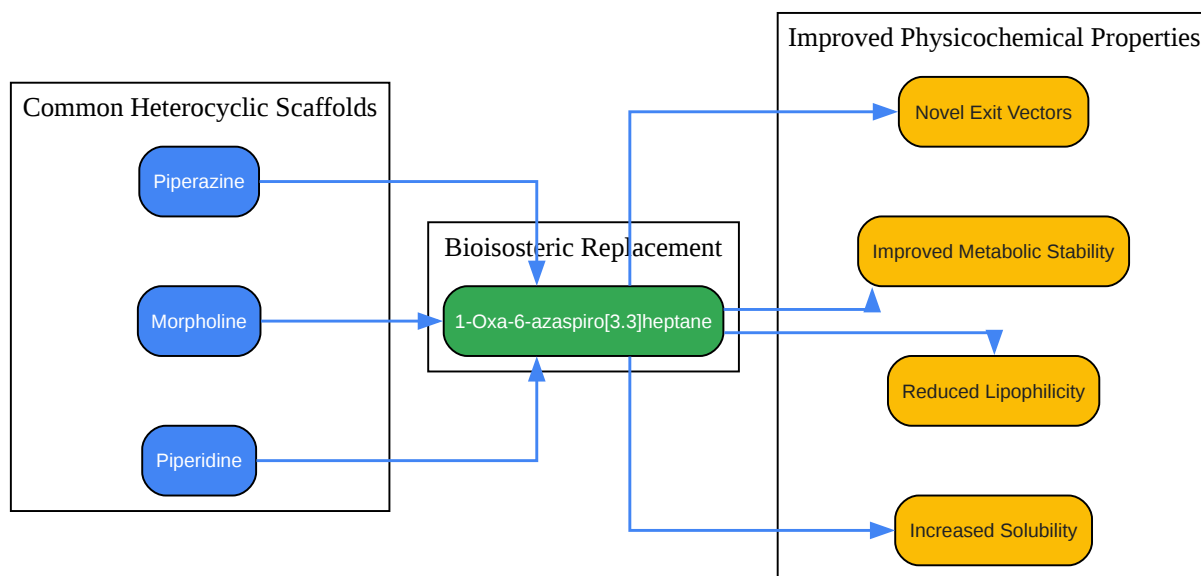 Common Heterocyclic Scaffolds
Piperazine
Morpholine
Piperidine
Bioisosteric Replacement
1-Oxa-6-azaspiro[3.3]heptane
Improved Physicochemical Properties
Novel Exit Vectors
Improved Metabolic Stability
Reduced Lipophilicity
Increased Solubility